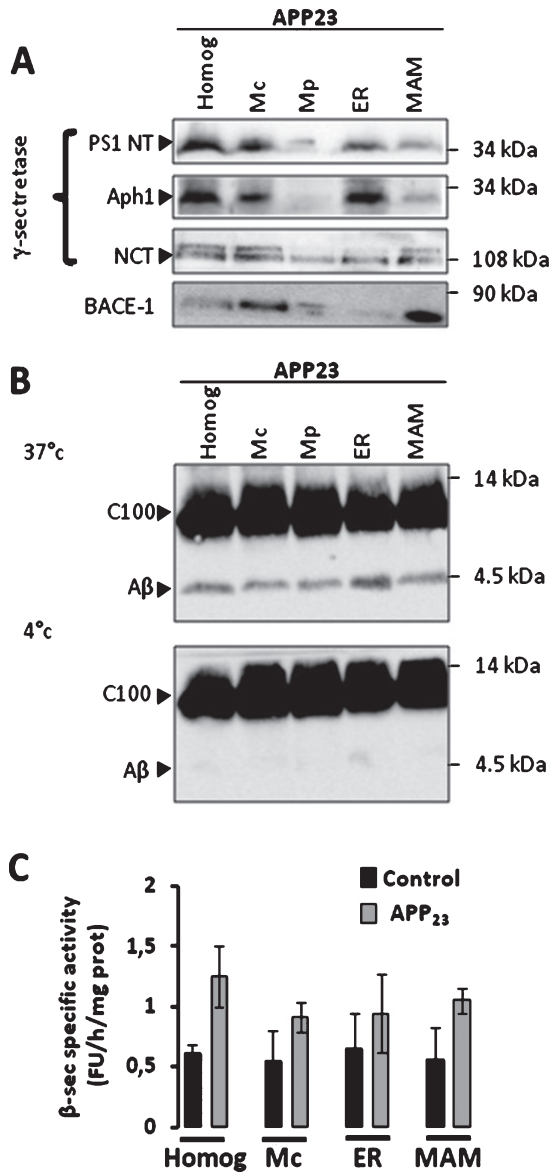 APP23
A
Homog Mc Mp ER MAM
γ-sectretase
PS1 NT 34 kDa
Aph1 34 kDa
NCT 108 kDa
BACE-1 90 kDa
B
APP23
Homog Mc Mp ER MAM
37°c
C100 14 kDa
Aβ 4.5 kDa
4°c
C100 14 kDa
Aβ 4.5 kDa
C
β-sec specific activity
(FU/h/mg prot)
Control
APP23
2
1,5
1
0,5
0
Homog Mc ER MAM